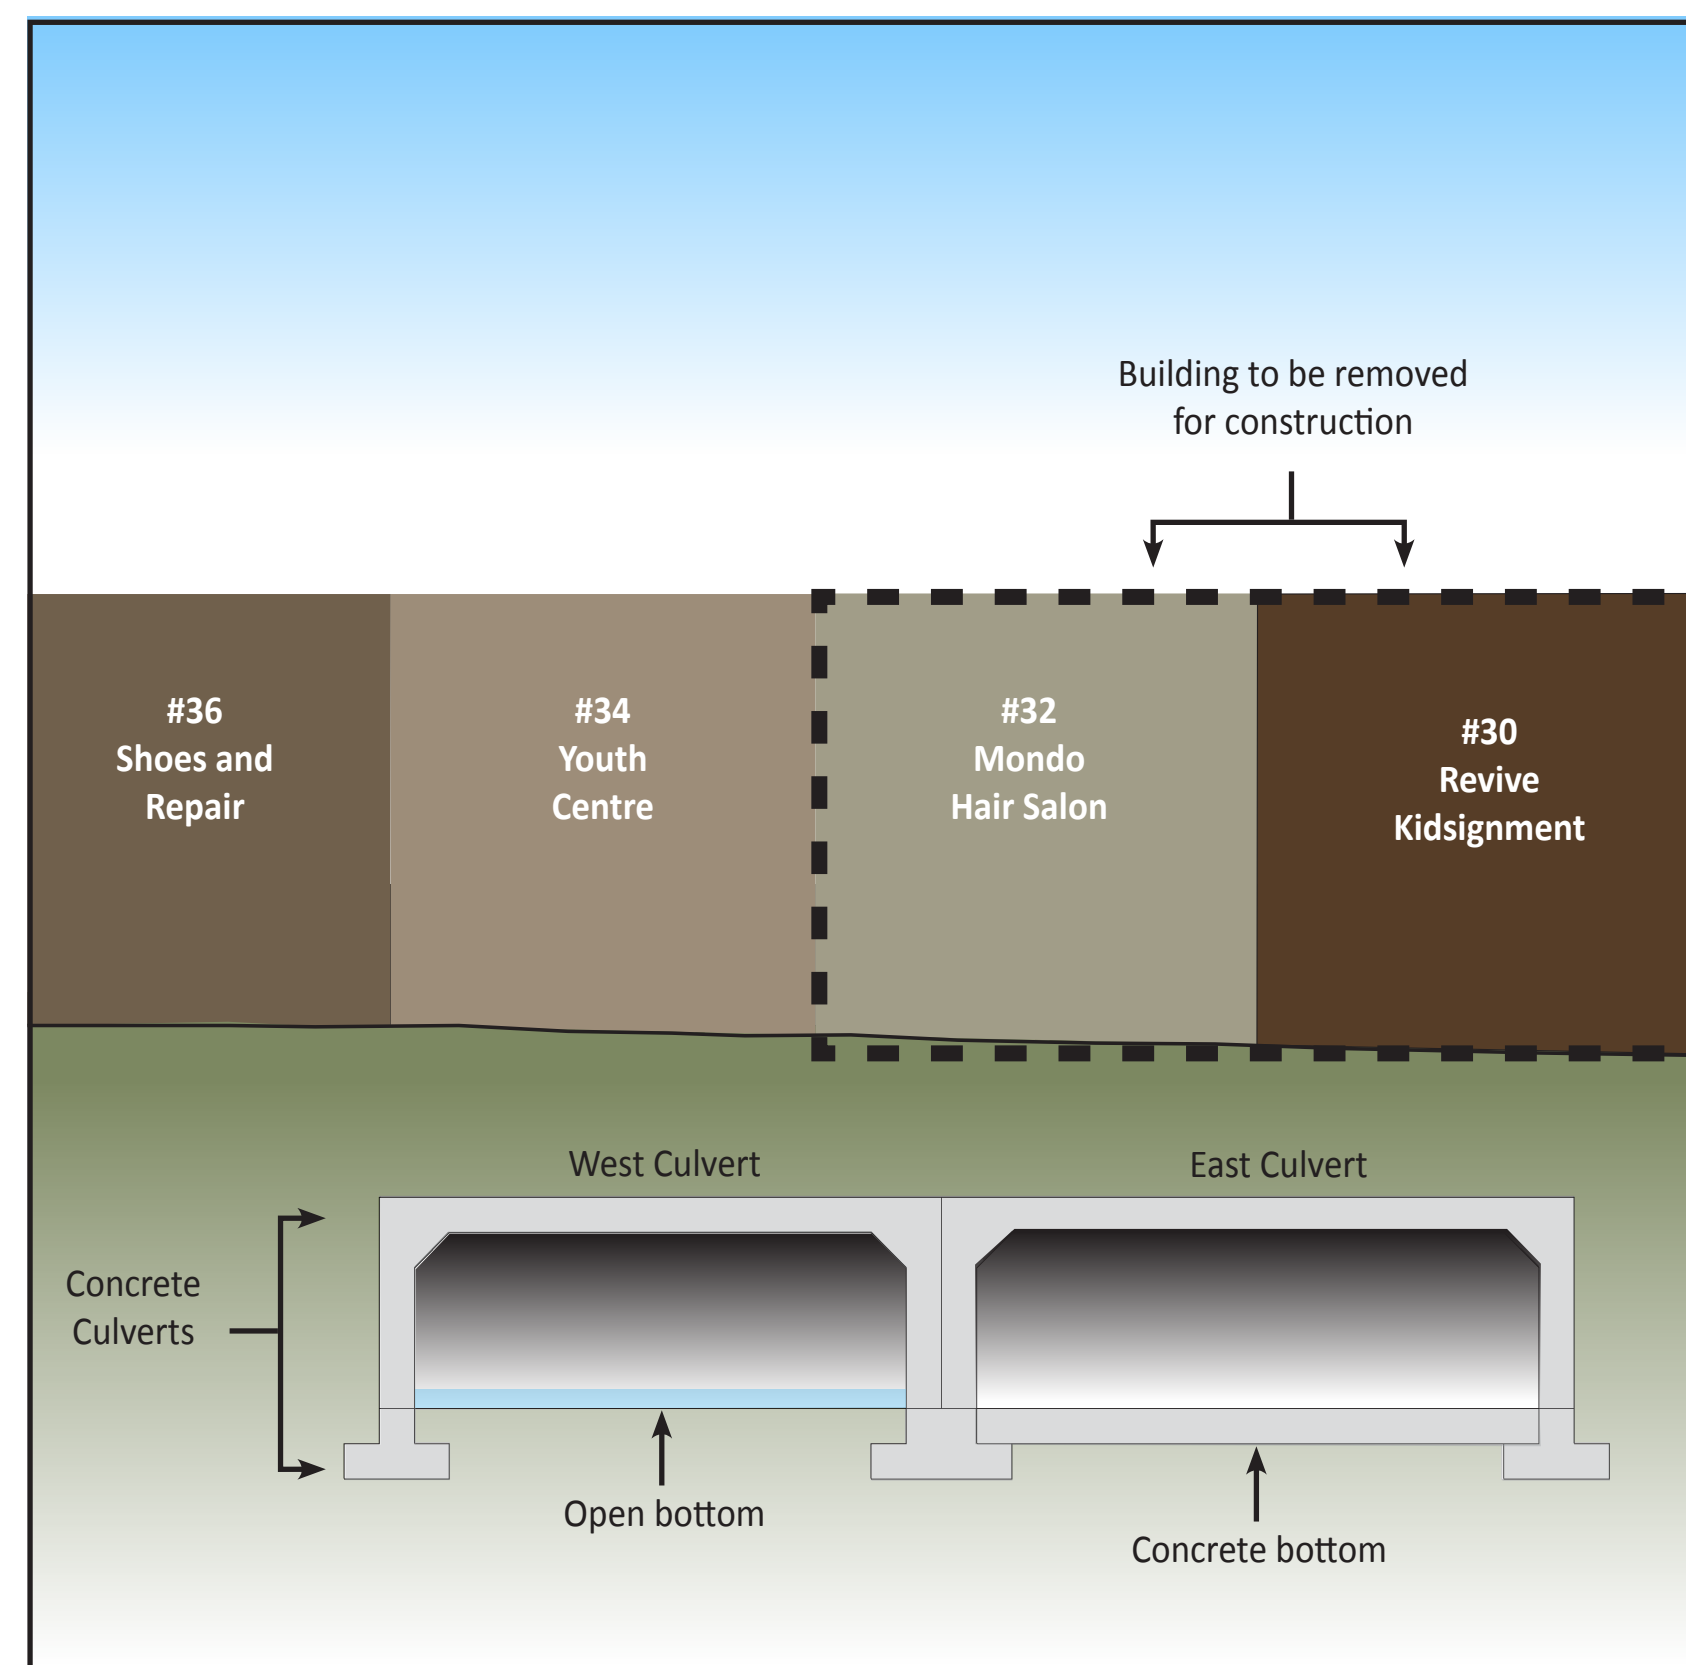 Building to be removed
for construction
#36
Shoes and
Repair
#34
Youth
Centre
#32
Mondo
Hair Salon
#30
Revive
Kidsignment
West Culvert
East Culvert
Concrete
Culverts
Open bottom
Concrete bottom